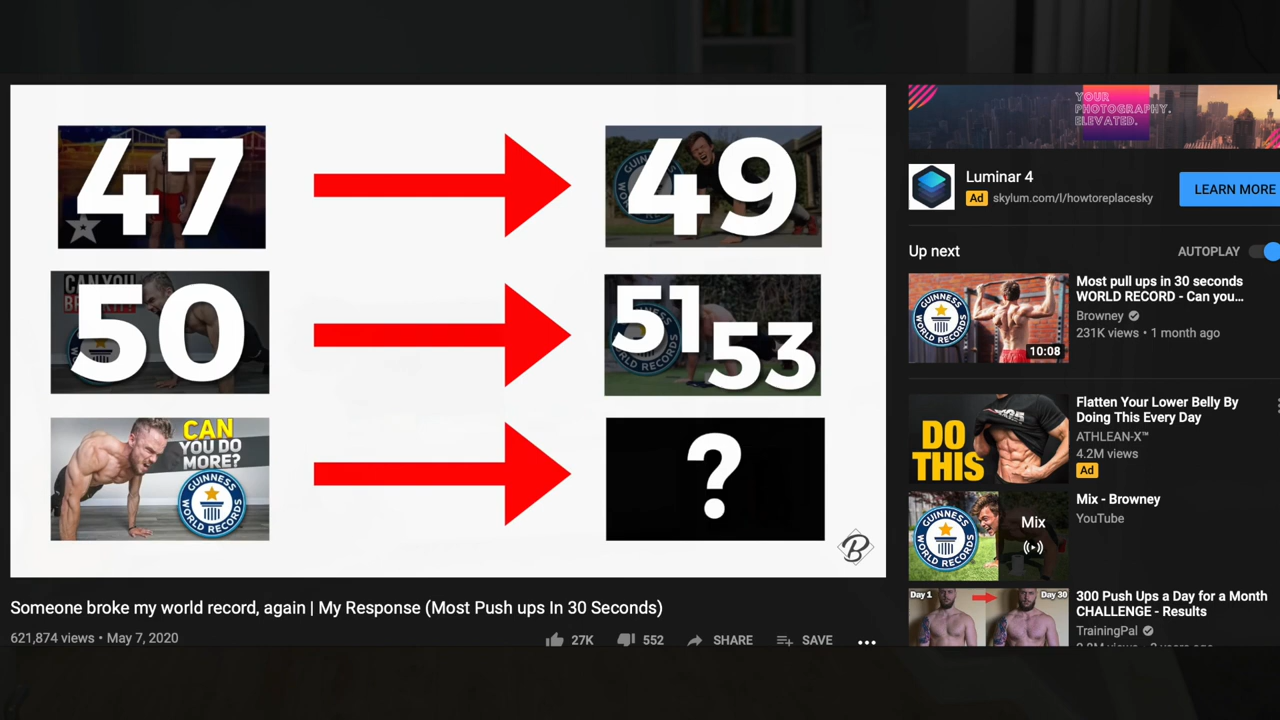 47
49
CAN YOU
50
51
53
CAN
YOU DO
MORE?
GUINNESS
WORLD RECORDS
?
B
Someone broke my world record, again | My Response (Most Push ups In 30 Seconds)
621,874 views • May 7, 2020
27K
552
SHARE
SAVE
YOUR
PHOTOGRAPHY.
ELEVATED.
Luminar 4
Ad skylum.com/l/howtoreplacesky
LEARN MORE
Up next
AUTOPLAY
GUINNESS
WORLD RECORDS
10:08
Most pull ups in 30 seconds
WORLD RECORD - Can you...
Browney
231K views • 1 month ago
DO
THIS
Flatten Your Lower Belly By
Doing This Every Day
ATHLEAN-X™
4.2M views
Ad
GUINNESS
WORLD RECORDS
Mix
Mix - Browney
YouTube
Day 1
Day 30
300 Push Ups a Day for a Month
CHALLENGE - Results
TrainingPal